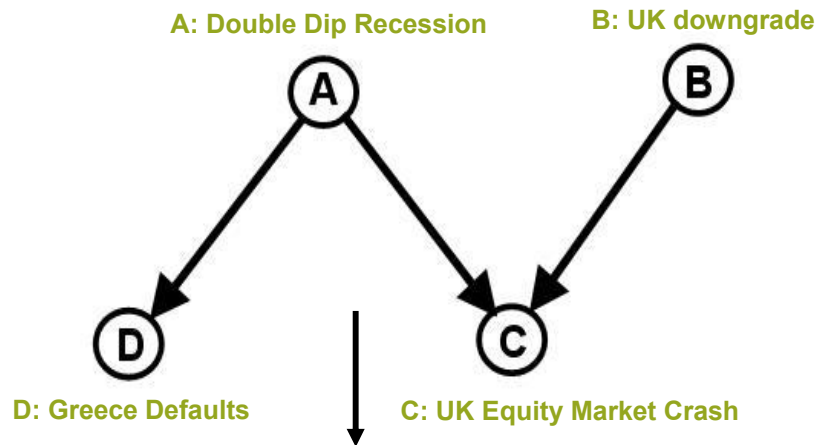 A: Double Dip Recession
B: UK downgrade
A
B
D
C
D: Greece Defaults
C: UK Equity Market Crash